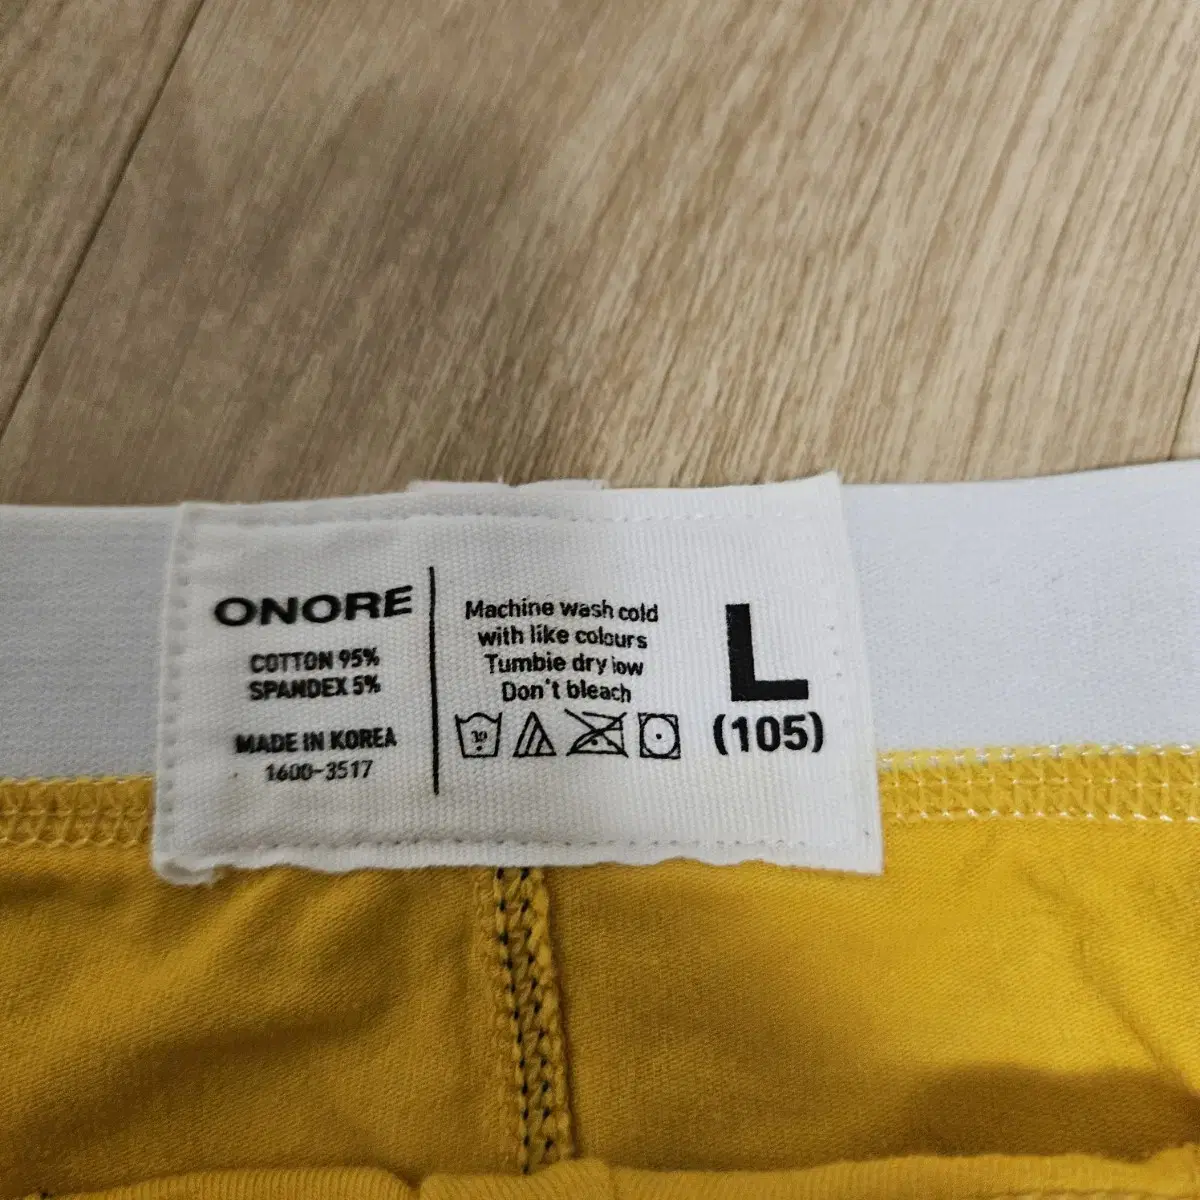 ONORE
COTTON 95%
SPANDEX 5%
MADE IN KOREA
1600-3517
Machine wash cold
with like colours
Tumbie dry low
Don't bleach
30
L
(105)